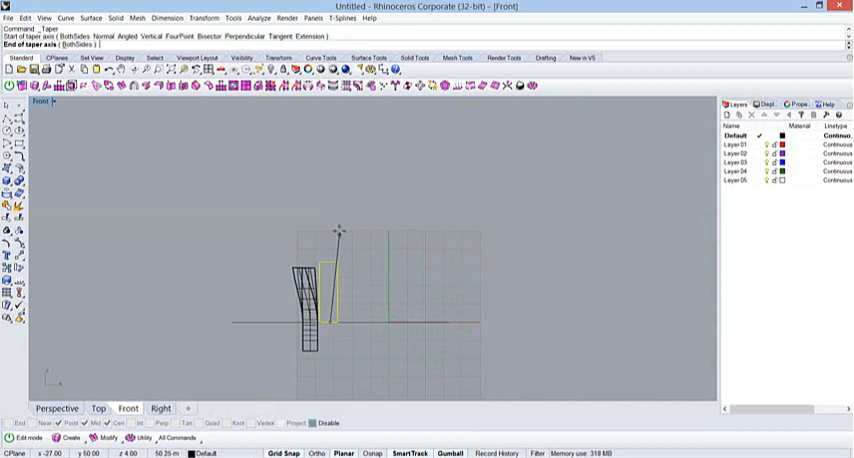 Untitled - Rhinoceros Corporate (32-bit) - [Front]
File Edit View Curve Surface Solid Mesh Dimension Transform Tools Analyze Render Panels T-Splines Help
Command: _Taper
Start of taper axis ( BothSides Normal Angled Vertical FourPoint Bisector Perpendicular Tangent Extension )
End of taper axis ( BothSides )
Standard CPlanes Set View Display Select Viewport Layout Visibility Transform Curve Tools Surface Tools Solid Tools Mesh Tools Render Tools Drafting New in V5
Front
Layers Displ... Prope... Help
Name Material Linetype
Default Continuo...
Layer 01 Continuous
Layer 02 Continuous
Layer 03 Continuous
Layer 04 Continuous
Layer 05 Continuous
Perspective Top Front Right
End Near Point Mid Cen Int Perp Tan Quad Knot Vertex Project Disable
Edit mode Create Modify Utility All Commands
CPlane x -27.00 y 50.00 z 4.00 50.25 m Default Grid Snap Ortho Planar Osnap SmartTrack Gumball Record History Filter Memory use: 318 MB